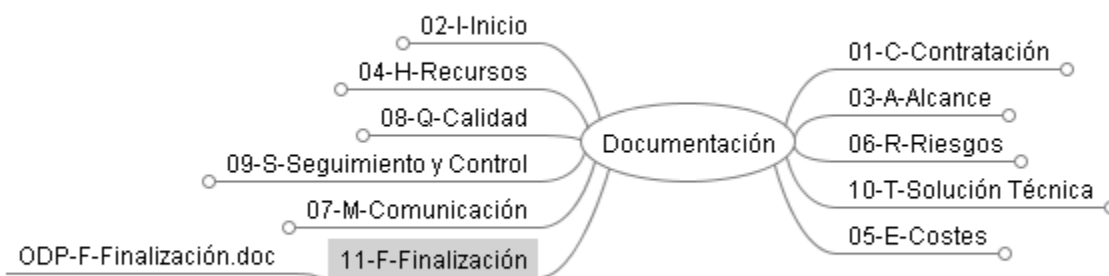 02-I-Inicio
04-H-Recursos
08-Q-Calidad
09-S-Seguimiento y Control
07-M-Comunicación
11-F-Finalización
ODP-F-Finalización.doc
Documentación
01-C-Contratación
03-A-Alcance
06-R-Riesgos
10-T-Solución Técnica
05-E-Costes